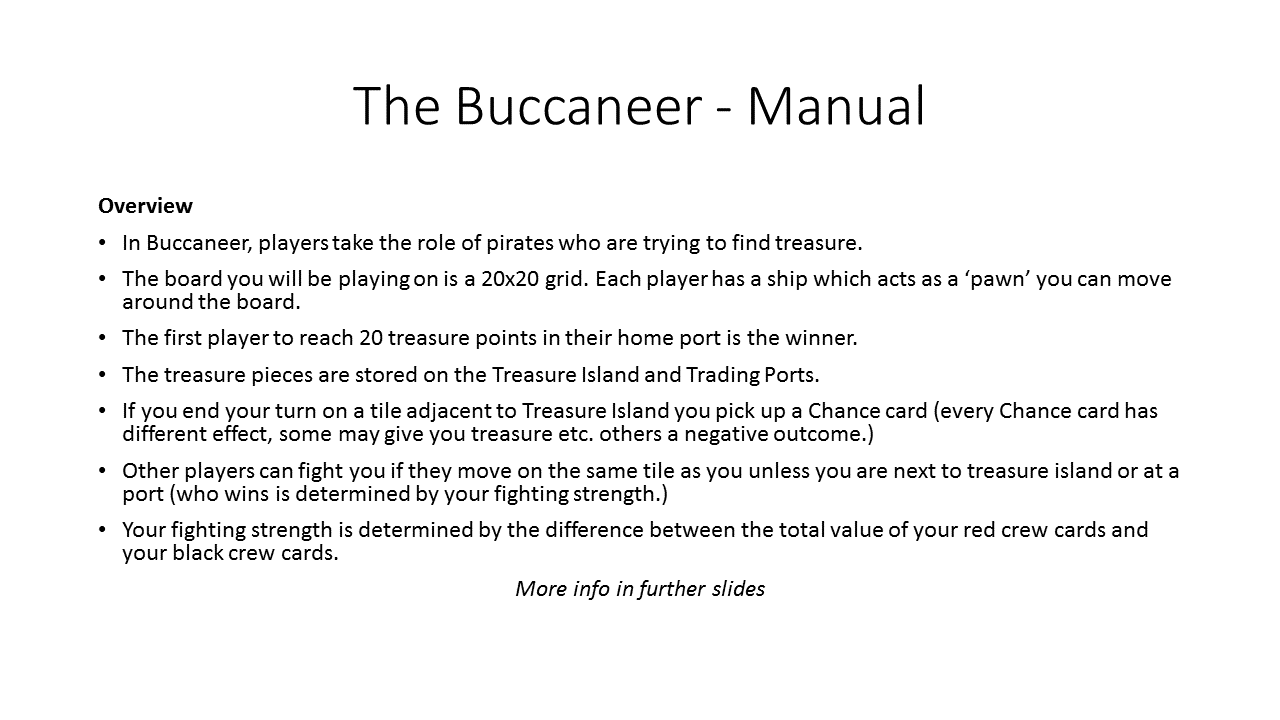 The Buccaneer - Manual
Overview
• In Buccaneer, players take the role of pirates who are trying to find treasure.
• The board you will be playing on is a 20x20 grid. Each player has a ship which acts as a ‘pawn’ you can move
around the board.
• The first player to reach 20 treasure points in their home port is the winner.
• The treasure pieces are stored on the Treasure Island and Trading Ports.
• If you end your turn on a tile adjacent to Treasure Island you pick up a Chance card (every Chance card has
different effect, some may give you treasure etc. others a negative outcome.)
• Other players can fight you if they move on the same tile as you unless you are next to treasure island or at a
port (who wins is determined by your fighting strength.)
• Your fighting strength is determined by the difference between the total value of your red crew cards and
your black crew cards.
More info in further slides